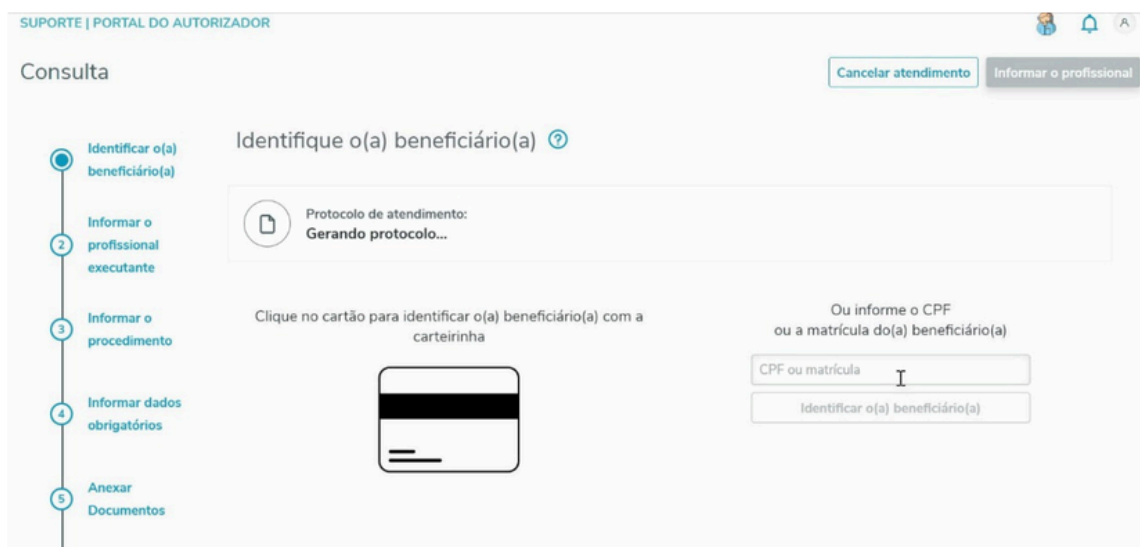 SUPORTE | PORTAL DO AUTORIZADOR
Consulta
Cancelar atendimento
Informar o profissional
Identificar o(a)
beneficiário(a)
2
Informar o
profissional
executante
3
Informar o
procedimento
4
Informar dados
obrigatórios
5
Anexar
Documentos
Identifique o(a) beneficiário(a) ?
Protocolo de atendimento:
Gerando protocolo...
Clique no cartão para identificar o(a) beneficiário(a) com a
carteirinha
Ou informe o CPF
ou a matrícula do(a) beneficiário(a)
CPF ou matrícula
Identificar o(a) beneficiário(a)